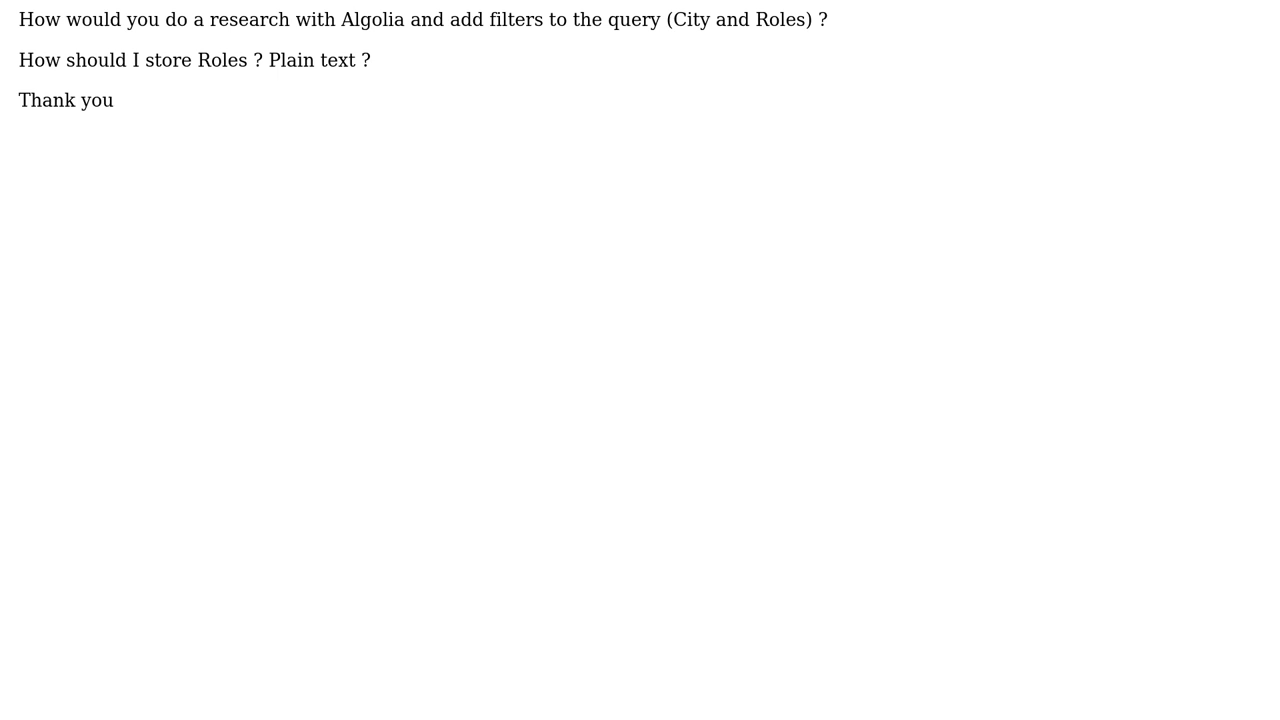 How would you do a research with Algolia and add filters to the query (City and Roles) ?
How should I store Roles ? Plain text ?
Thank you